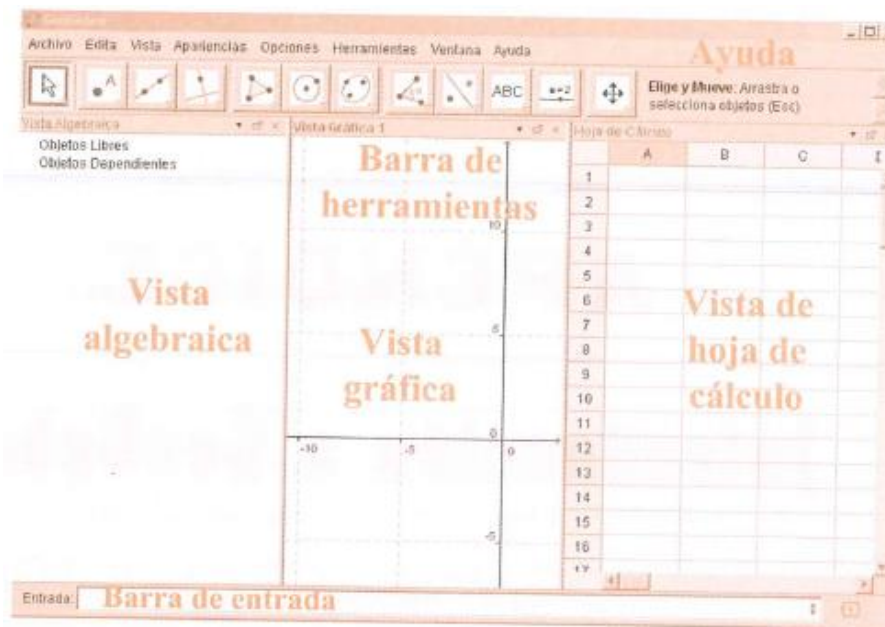 Archivo Edita Vista Apariencias Opciones Herramientas Ventana Ayuda
Ayuda
A
ABC
a=2
Elige y Mueve: Arrastra o
selecciona objetos (Esc)
Vista Algebraica
Vista Gráfica 1
Hoja de Cálculo
Objetos Libres
Objetos Dependientes
Barra de
herramientas
Vista
algebraica
Vista
gráfica
Vista de
hoja de
cálculo
A B C
1
2
3
4
5
6
7
8
9
10
11
12
13
14
15
16
17
10
5
0
-10 -5 0
-5
Entrada:
Barra de entrada